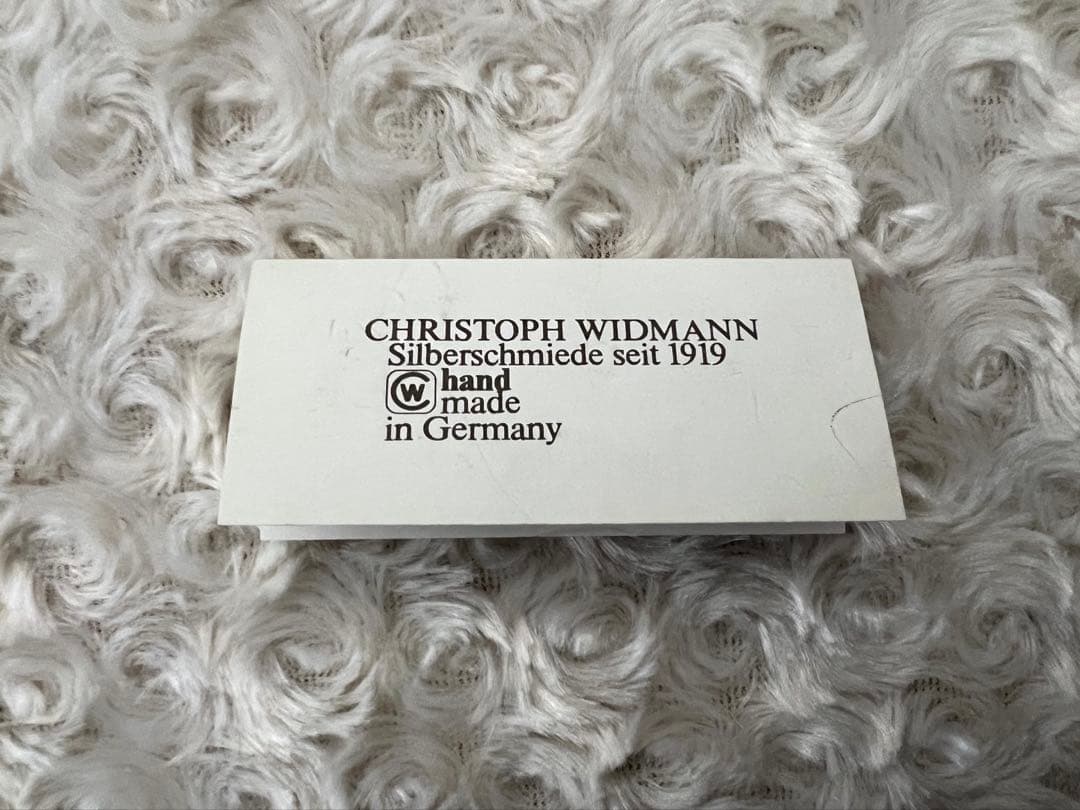 CHRISTOPH WIDMANN
Silberschmiede seit 1919
CW hand
made
in Germany